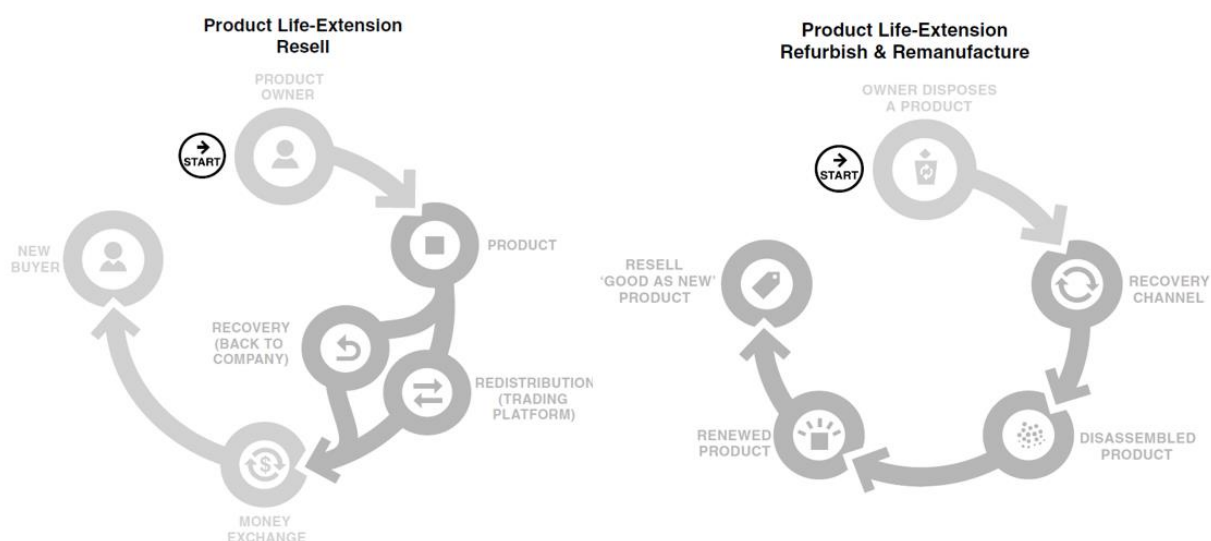 Product Life-Extension
Resell
PRODUCT
OWNER
START
PRODUCT
NEW
BUYER
RECOVERY
(BACK TO
COMPANY)
REDISTRIBUTION
(TRADING
PLATFORM)
$
MONEY
EXCHANGE
Product Life-Extension
Refurbish & Remanufacture
OWNER DISPOSES
A PRODUCT
START
RECOVERY
CHANNEL
RESELL
‘GOOD AS NEW’
PRODUCT
RENEWED
PRODUCT
DISASSEMBLED
PRODUCT